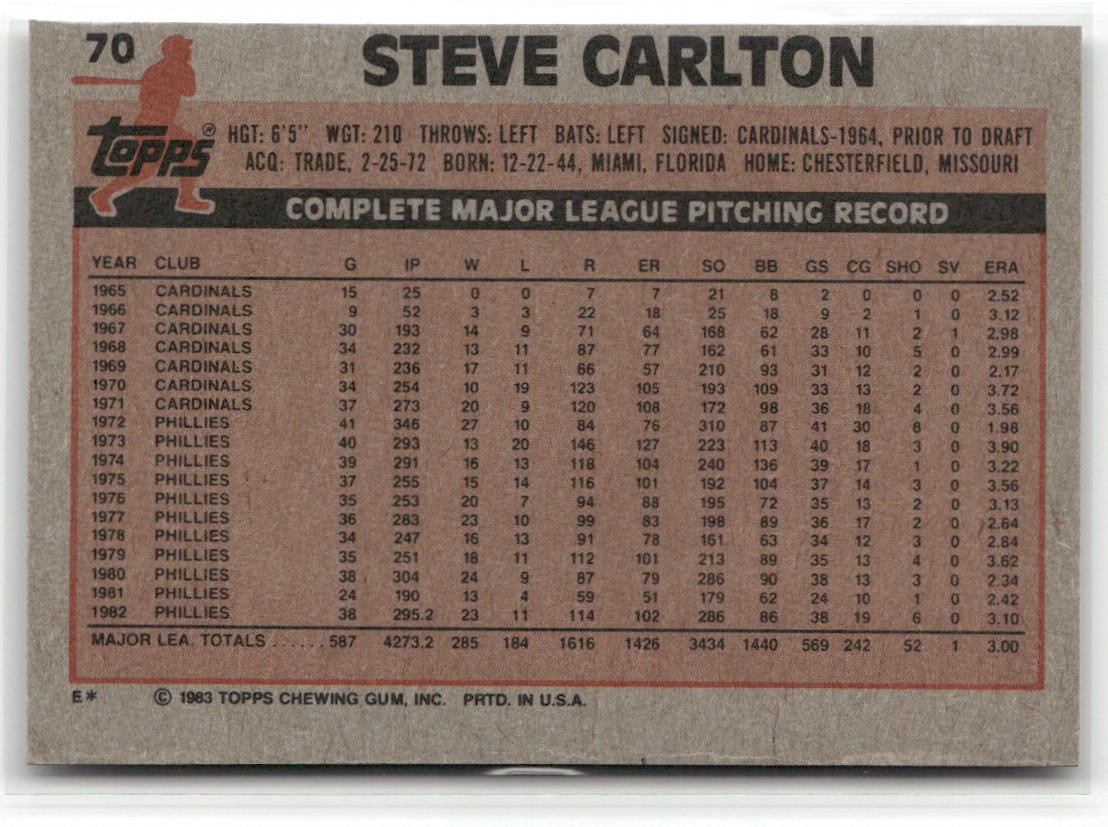 70 STEVE CARLTON
Topps® HGT: 6'5" WGT: 210 THROWS: LEFT BATS: LEFT SIGNED: CARDINALS-1964, PRIOR TO DRAFT
ACQ: TRADE, 2-25-72 BORN: 12-22-44, MIAMI, FLORIDA HOME: CHESTERFIELD, MISSOURI
COMPLETE MAJOR LEAGUE PITCHING RECORD
YEAR CLUB G IP W L R ER SO BB GS CG SHO SV ERA
1965 CARDINALS 15 25 0 0 7 7 21 8 2 0 0 0 2.52
1966 CARDINALS 9 52 3 3 22 18 25 18 9 2 1 0 3.12
1967 CARDINALS 30 193 14 9 71 64 168 62 28 11 2 1 2.98
1968 CARDINALS 34 232 13 11 87 77 162 61 33 10 5 0 2.99
1969 CARDINALS 31 236 17 11 66 57 210 93 31 12 2 0 2.17
1970 CARDINALS 34 254 10 19 123 105 193 109 33 13 2 0 3.72
1971 CARDINALS 37 273 20 9 120 108 172 98 36 18 4 0 3.56
1972 PHILLIES 41 346 27 10 84 76 310 87 41 30 8 0 1.98
1973 PHILLIES 40 293 13 20 146 127 223 113 40 18 3 0 3.90
1974 PHILLIES 39 291 16 13 118 104 240 136 39 17 1 0 3.22
1975 PHILLIES 37 255 15 14 116 101 192 104 37 14 3 0 3.56
1976 PHILLIES 35 253 20 7 94 88 195 72 35 13 2 0 3.13
1977 PHILLIES 36 283 23 10 99 83 198 89 36 17 2 0 2.64
1978 PHILLIES 34 247 16 13 91 78 161 63 34 12 3 0 2.84
1979 PHILLIES 35 251 18 11 112 101 213 89 35 13 4 0 3.62
1980 PHILLIES 38 304 24 9 87 79 286 90 38 13 3 0 2.34
1981 PHILLIES 24 190 13 4 59 51 179 62 24 10 1 0 2.42
1982 PHILLIES 38 295.2 23 11 114 102 286 86 38 19 6 0 3.10
MAJOR LEA. TOTALS ...... 587 4273.2 285 184 1616 1426 3434 1440 569 242 52 1 3.00
E* © 1983 TOPPS CHEWING GUM, INC. PRTD. IN U.S.A.